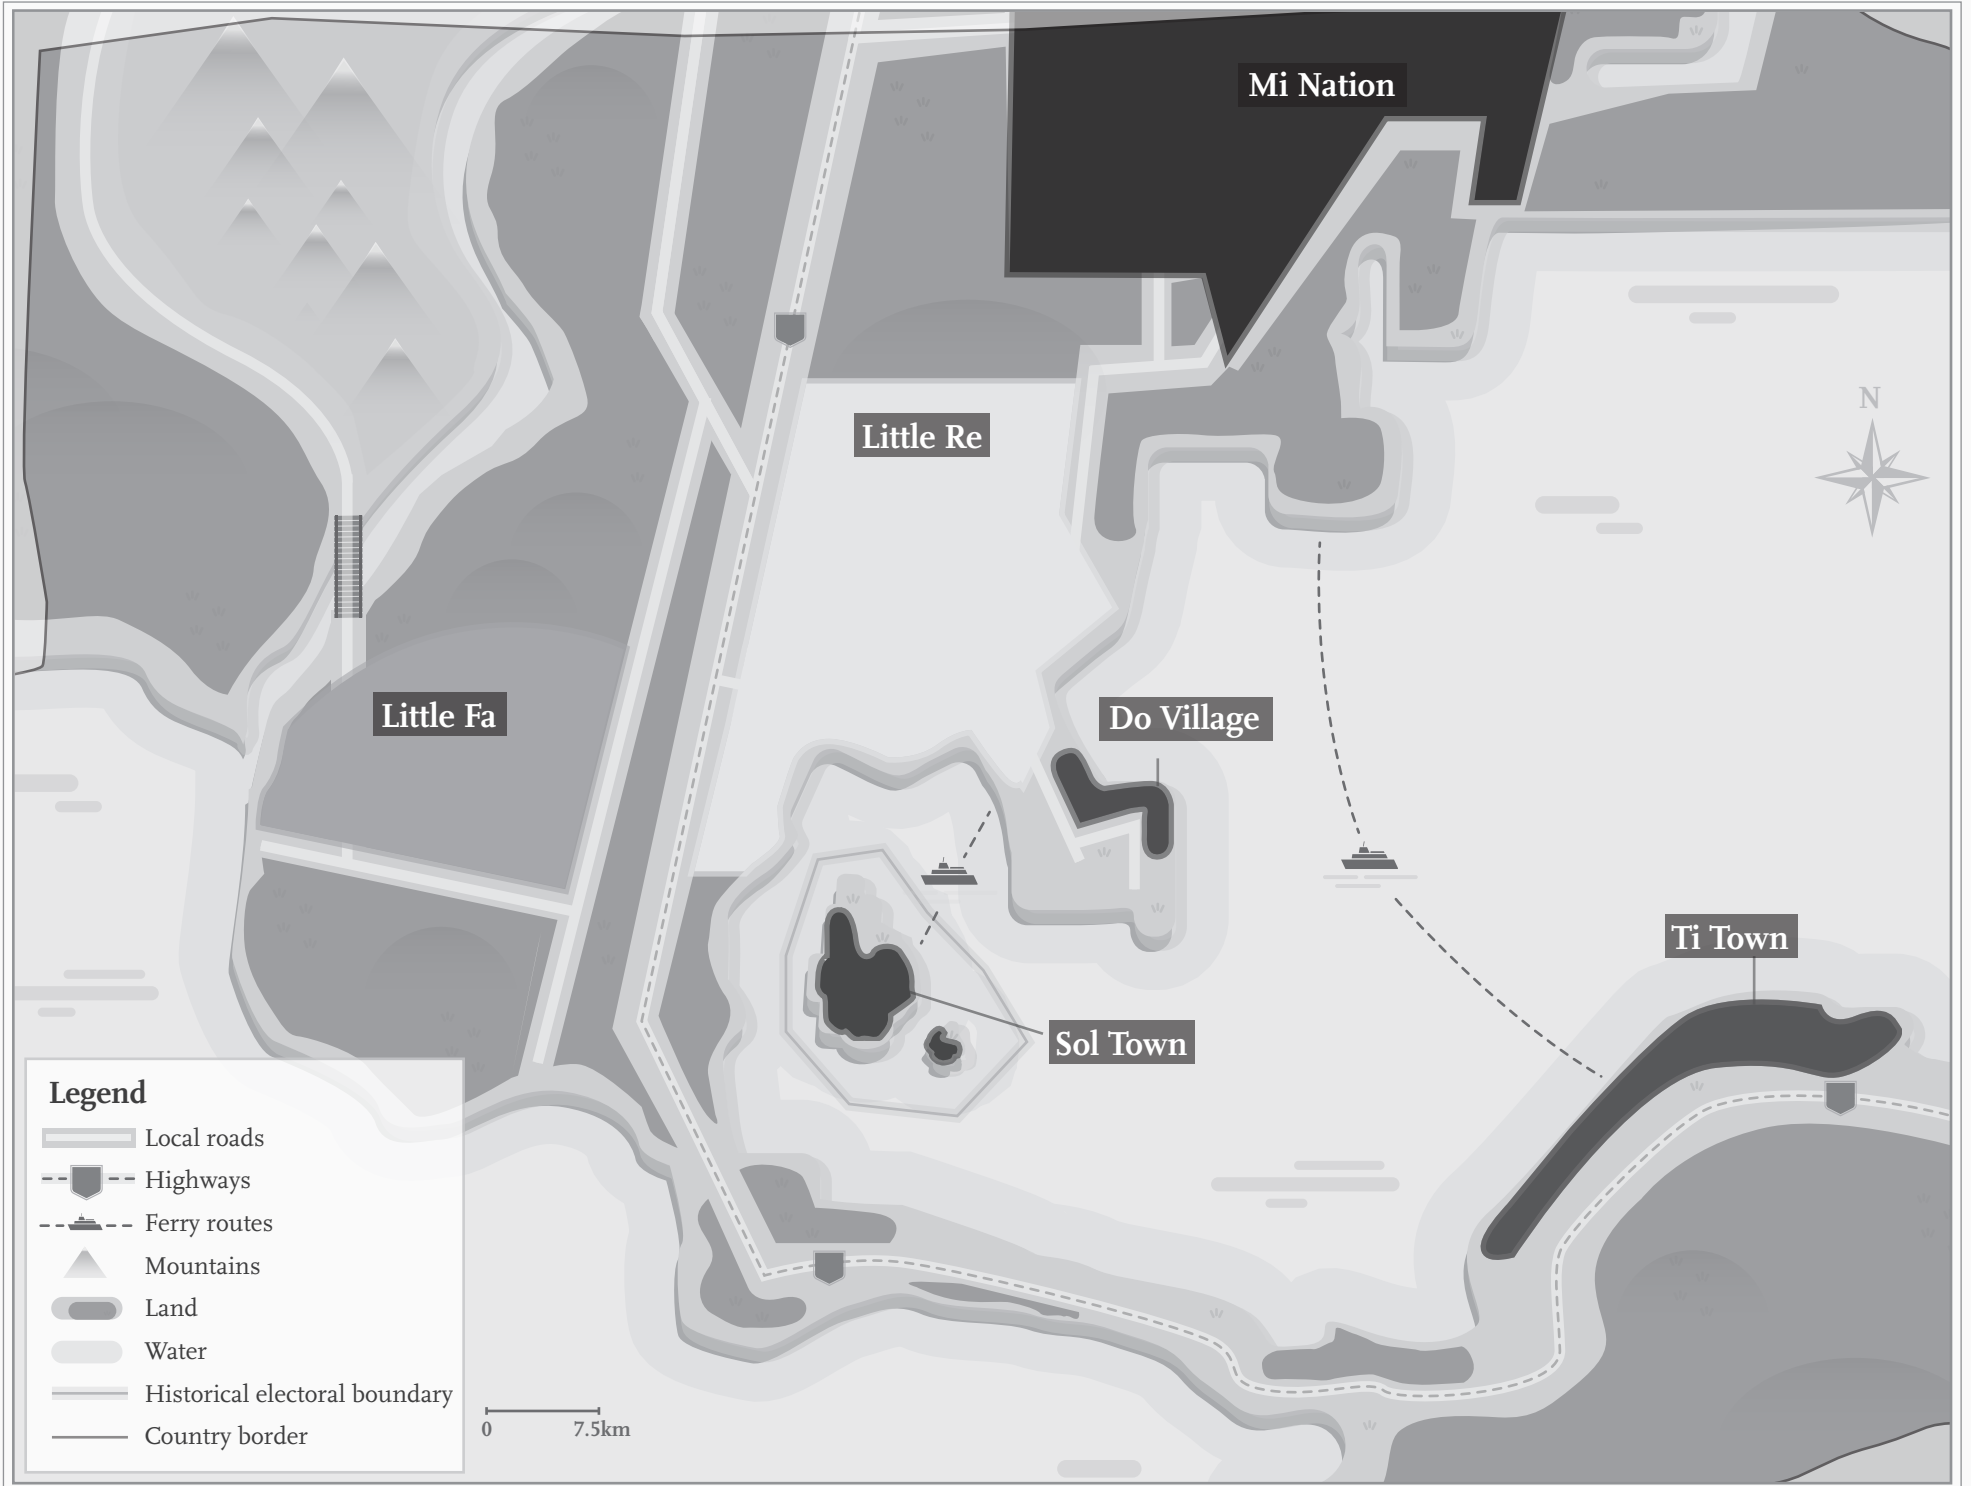 Mi Nation
N
Little Re
Little Fa
Do Village
Ti Town
Sol Town
Legend
Local roads
Highways
Ferry routes
Mountains
Land
Water
Historical electoral boundary
Country border
0 7.5km